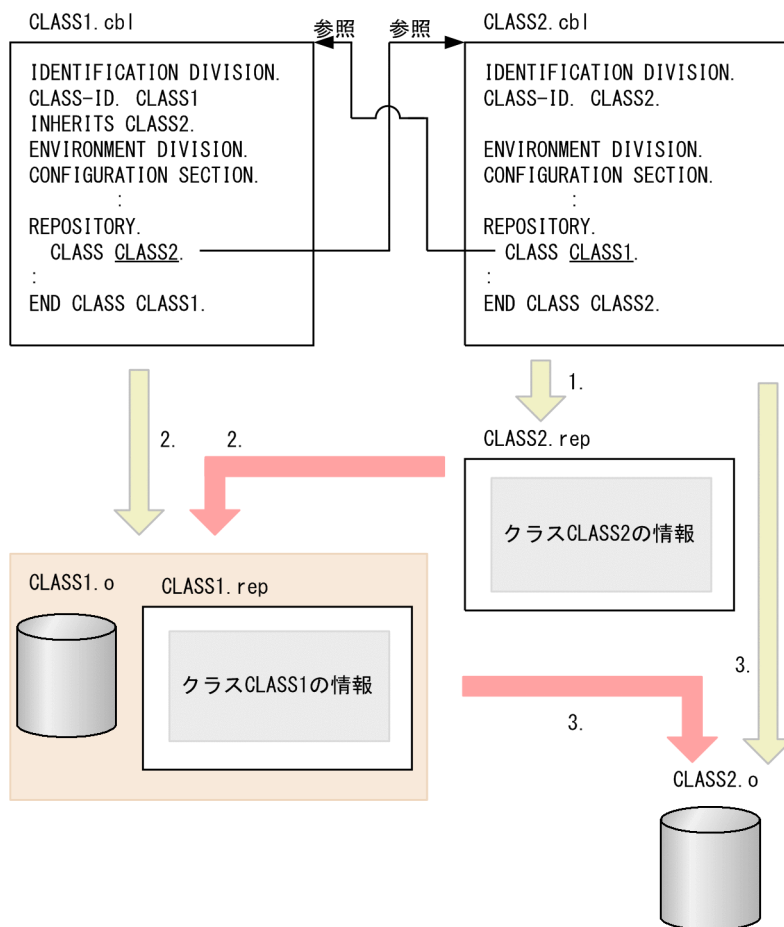 CLASS1.cbl
IDENTIFICATION DIVISION.
CLASS-ID. CLASS1
INHERITS CLASS2.
ENVIRONMENT DIVISION.
CONFIGURATION SECTION.
:
REPOSITORY.
CLASS CLASS2.
:
END CLASS CLASS1.
参照
参照
CLASS2.cbl
IDENTIFICATION DIVISION.
CLASS-ID. CLASS2.
ENVIRONMENT DIVISION.
CONFIGURATION SECTION.
:
REPOSITORY.
CLASS CLASS1.
:
END CLASS CLASS2.
1.
2.
2.
CLASS2.rep
クラスCLASS2の情報
CLASS1.o
CLASS1.rep
クラスCLASS1の情報
3.
3.
CLASS2.o